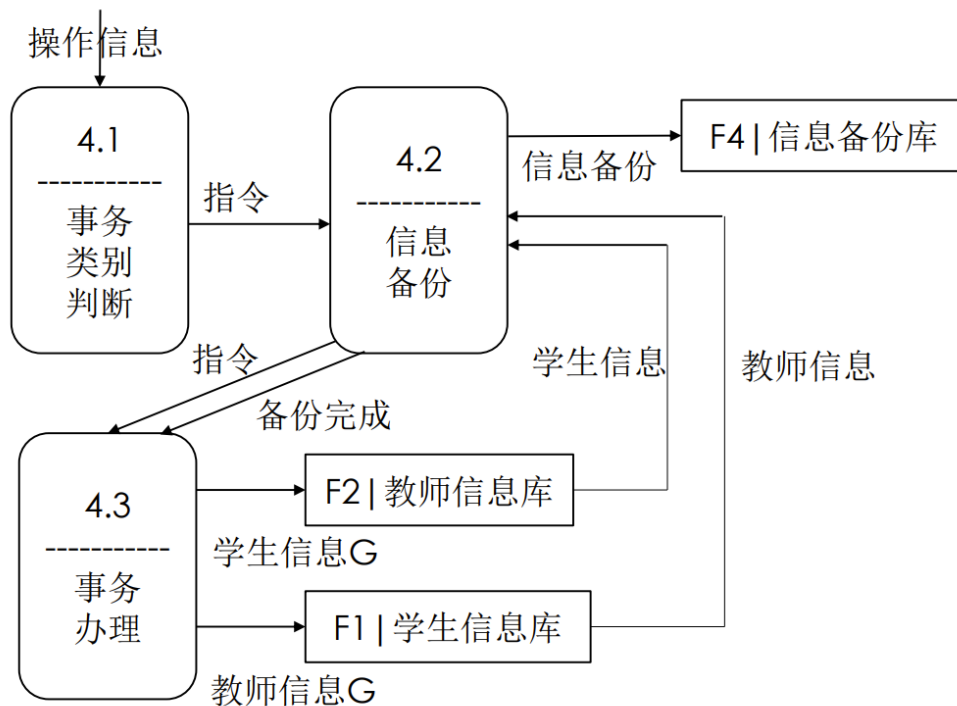 操作信息
4.1
-----------
事务
类别
判断
指令
4.2
-----------
信息
备份
信息备份
F4|信息备份库
指令
备份完成
学生信息
教师信息
4.3
-----------
事务
办理
F2|教师信息库
学生信息G
F1|学生信息库
教师信息G